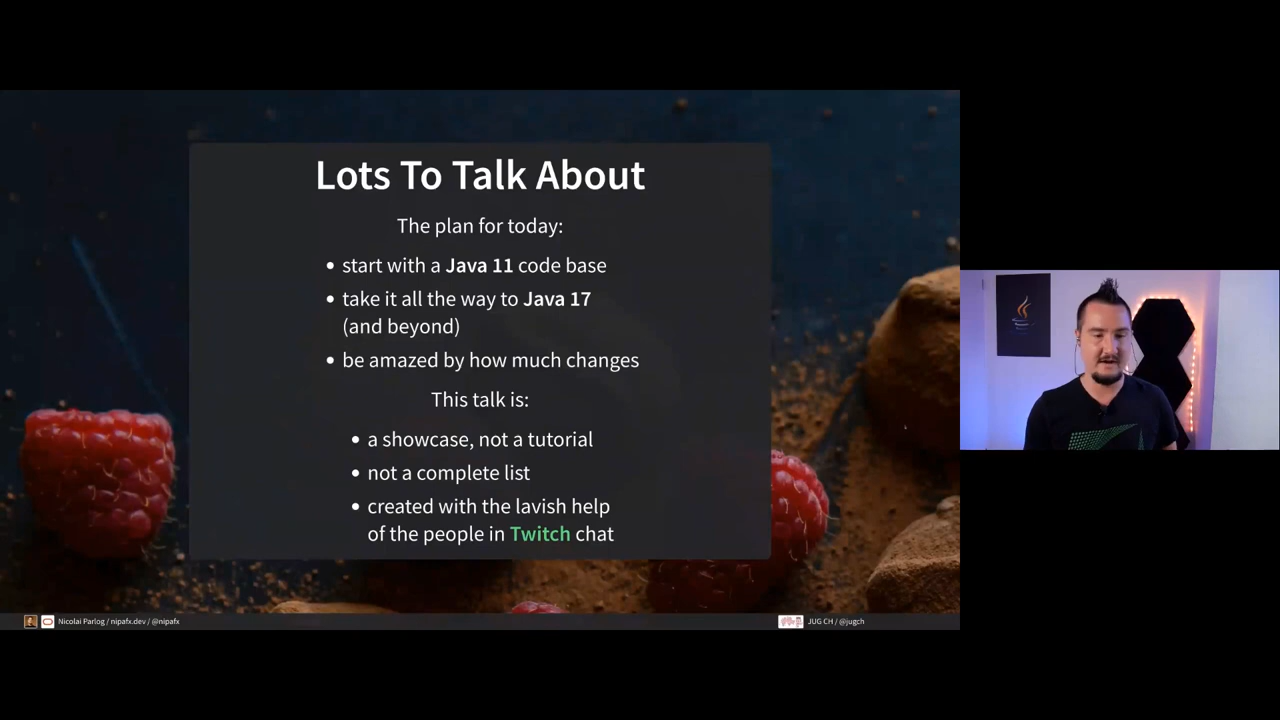 Lots To Talk About
The plan for today:
• start with a Java 11 code base
• take it all the way to Java 17
(and beyond)
• be amazed by how much changes
This talk is:
• a showcase, not a tutorial
• not a complete list
• created with the lavish help
of the people in Twitch chat
Nicolai Parlog / nipafx.dev / @nipafx
JUG CH / @jugch